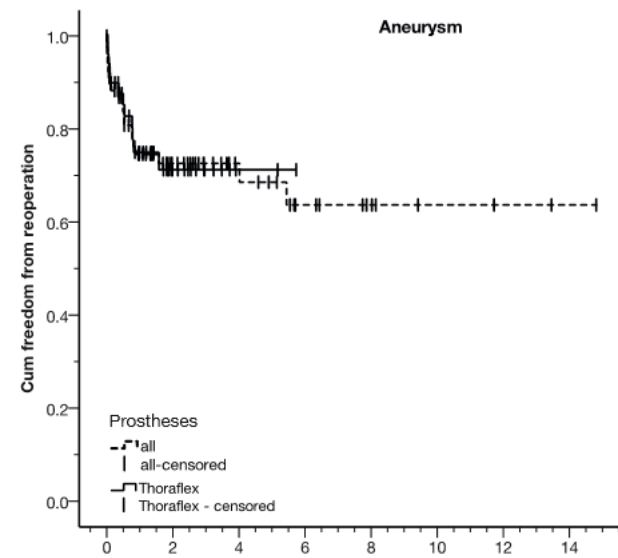 Aneurysm
Cum freedom from reoperation
1.0
0.8
0.6
0.4
0.2
0.0
Prostheses
all
all-censored
Thoraflex
Thoraflex - censored
0 2 4 6 8 10 12 14